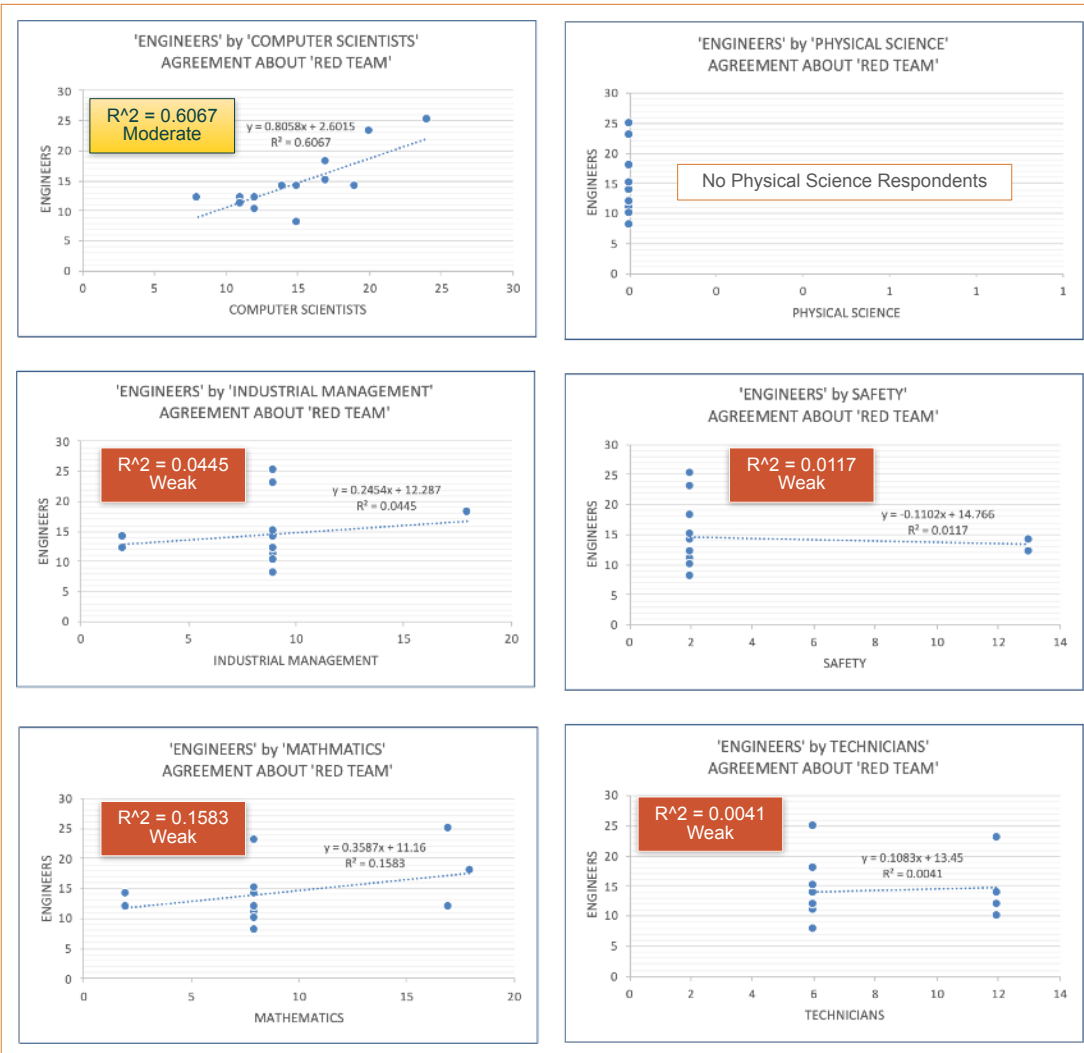 'ENGINEERS' by 'COMPUTER SCIENTISTS'
AGREEMENT ABOUT 'RED TEAM'
R^2 = 0.6067
Moderate
y = 0.8058x + 2.6015
R² = 0.6067
ENGINEERS
30
25
20
15
10
5
0
0 5 10 15 20 25 30
COMPUTER SCIENTISTS
'ENGINEERS' by 'PHYSICAL SCIENCE'
AGREEMENT ABOUT 'RED TEAM'
No Physical Science Respondents
ENGINEERS
30
25
20
15
10
5
0
0 0 0 1 1 1
PHYSICAL SCIENCE
'ENGINEERS' by 'INDUSTRIAL MANAGEMENT'
AGREEMENT ABOUT 'RED TEAM'
R^2 = 0.0445
Weak
y = 0.2454x + 12.287
R² = 0.0445
ENGINEERS
30
25
20
15
10
5
0
0 5 10 15 20
INDUSTRIAL MANAGEMENT
'ENGINEERS' by SAFETY'
AGREEMENT ABOUT 'RED TEAM'
R^2 = 0.0117
Weak
y = -0.1102x + 14.766
R² = 0.0117
ENGINEERS
30
25
20
15
10
5
0
0 2 4 6 8 10 12 14
SAFETY
'ENGINEERS' by 'MATHMATICS'
AGREEMENT ABOUT 'RED TEAM'
R^2 = 0.1583
Weak
y = 0.3587x + 11.16
R² = 0.1583
ENGINEERS
30
25
20
15
10
5
0
0 5 10 15 20
MATHEMATICS
'ENGINEERS' by TECHNICIANS'
AGREEMENT ABOUT 'RED TEAM'
R^2 = 0.0041
Weak
y = 0.1083x + 13.45
R² = 0.0041
ENGINEERS
30
25
20
15
10
5
0
0 2 4 6 8 10 12 14
TECHNICIANS